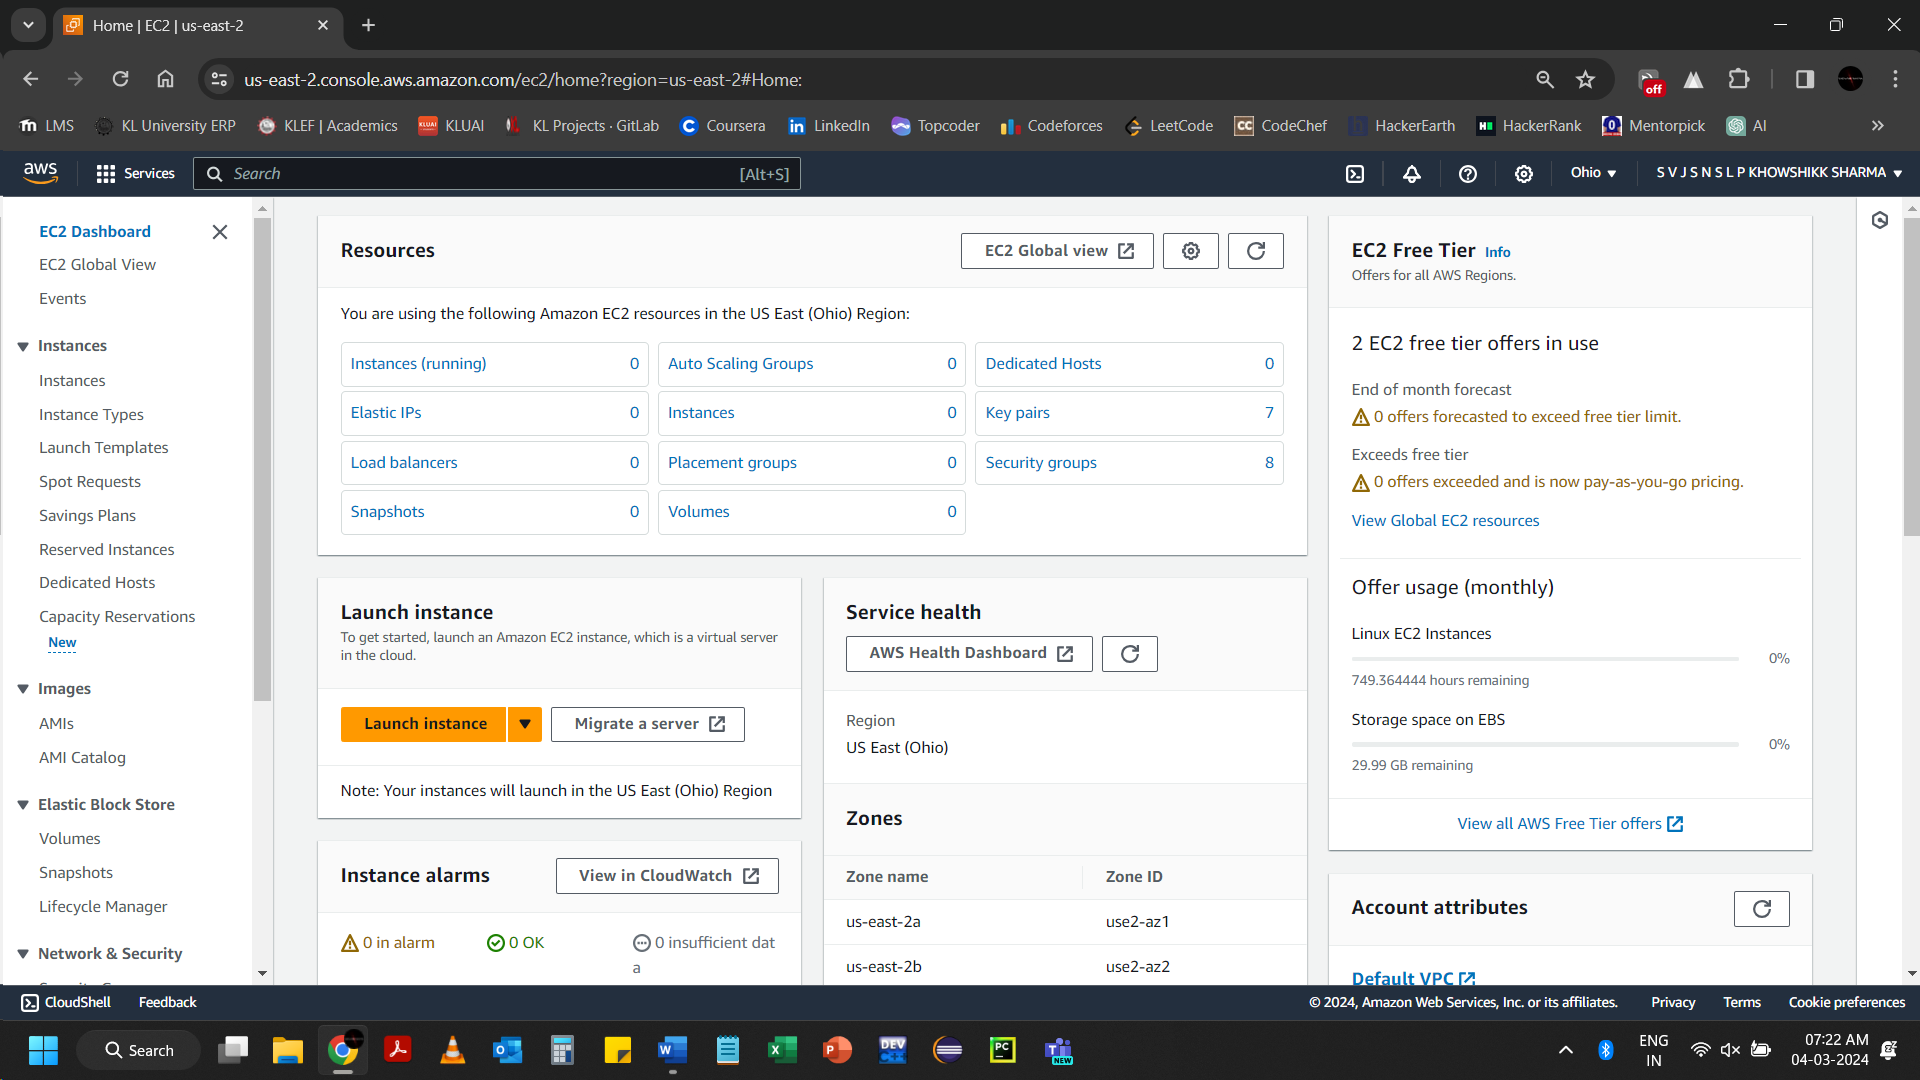 Home | EC2 | us-east-2
us-east-2.console.aws.amazon.com/ec2/home?region=us-east-2#Home:
off
LMS
KL University ERP
KLEF | Academics
KLUAI
KL Projects · GitLab
Coursera
LinkedIn
Topcoder
Codeforces
LeetCode
CodeChef
HackerEarth
HackerRank
Mentorpick
AI
aws
Services
Search
[Alt+S]
Ohio
S V J S N S L P KHOWSHIKK SHARMA
EC2 Dashboard
EC2 Global View
Events
Instances
Instances
Instance Types
Launch Templates
Spot Requests
Savings Plans
Reserved Instances
Dedicated Hosts
Capacity Reservations
New
Images
AMIs
AMI Catalog
Elastic Block Store
Volumes
Snapshots
Lifecycle Manager
Network & Security
Resources
EC2 Global view
You are using the following Amazon EC2 resources in the US East (Ohio) Region:
Instances (running) 0
Auto Scaling Groups 0
Dedicated Hosts 0
Elastic IPs 0
Instances 0
Key pairs 7
Load balancers 0
Placement groups 0
Security groups 8
Snapshots 0
Volumes 0
Launch instance
To get started, launch an Amazon EC2 instance, which is a virtual server
in the cloud.
Launch instance
Migrate a server
Note: Your instances will launch in the US East (Ohio) Region
Instance alarms
View in CloudWatch
0 in alarm
0 OK
0 insufficient dat
a
Service health
AWS Health Dashboard
Region
US East (Ohio)
Zones
Zone name Zone ID
us-east-2a use2-az1
us-east-2b use2-az2
EC2 Free Tier Info
Offers for all AWS Regions.
2 EC2 free tier offers in use
End of month forecast
0 offers forecasted to exceed free tier limit.
Exceeds free tier
0 offers exceeded and is now pay-as-you-go pricing.
View Global EC2 resources
Offer usage (monthly)
Linux EC2 Instances
0%
749.364444 hours remaining
Storage space on EBS
0%
29.99 GB remaining
View all AWS Free Tier offers
Account attributes
Default VPC
CloudShell
Feedback
© 2024, Amazon Web Services, Inc. or its affiliates.
Privacy
Terms
Cookie preferences
Search
DEV
PC
NEW
ENG
IN
07:22 AM
04-03-2024